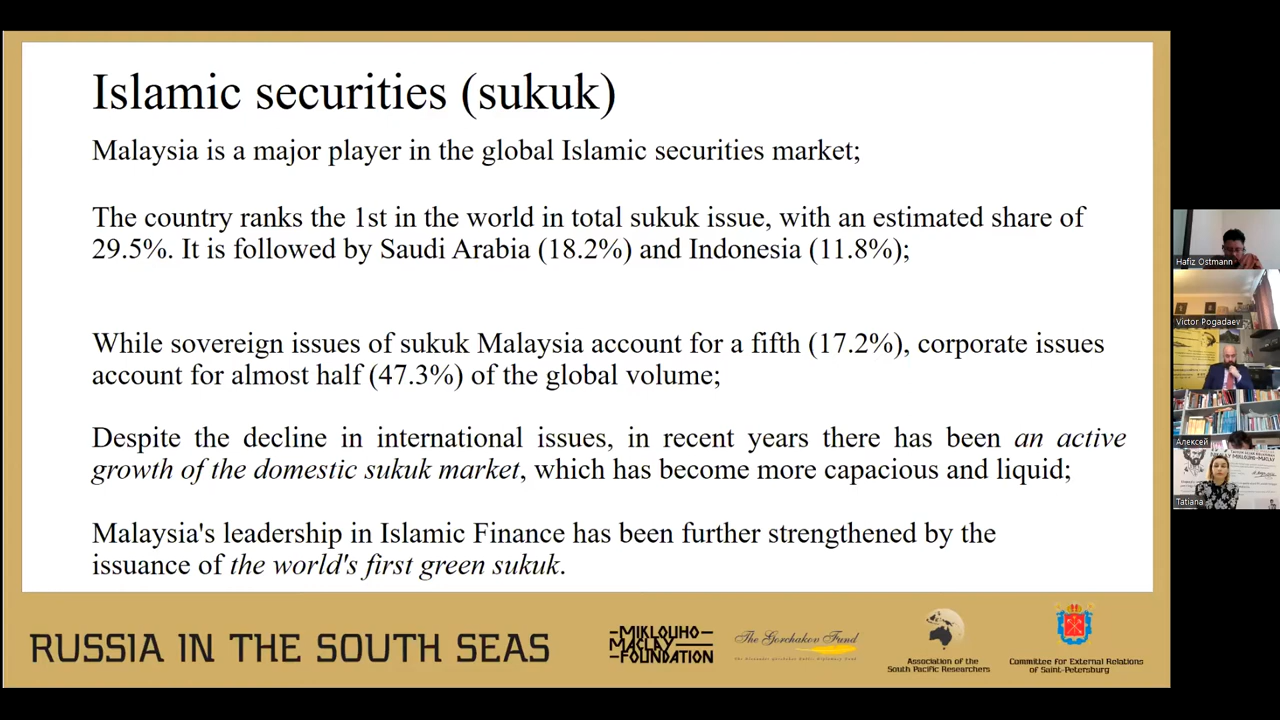 Islamic securities (sukuk)
Malaysia is a major player in the global Islamic securities market;
The country ranks the 1st in the world in total sukuk issue, with an estimated share of
29.5%. It is followed by Saudi Arabia (18.2%) and Indonesia (11.8%);
While sovereign issues of sukuk Malaysia account for a fifth (17.2%), corporate issues
account for almost half (47.3%) of the global volume;
Despite the decline in international issues, in recent years there has been an active
growth of the domestic sukuk market, which has become more capacious and liquid;
Malaysia's leadership in Islamic Finance has been further strengthened by the
issuance of the world's first green sukuk.
RUSSIA IN THE SOUTH SEAS
MIKLOUHO
MACLAY
FOUNDATION
The Gorchakov Fund
Association of the
South Pacific Researchers
Committee for External Relations
of Saint-Petersburg
Hafiz Ostmann
Victor Pogadaev
Алексей
Tatiana